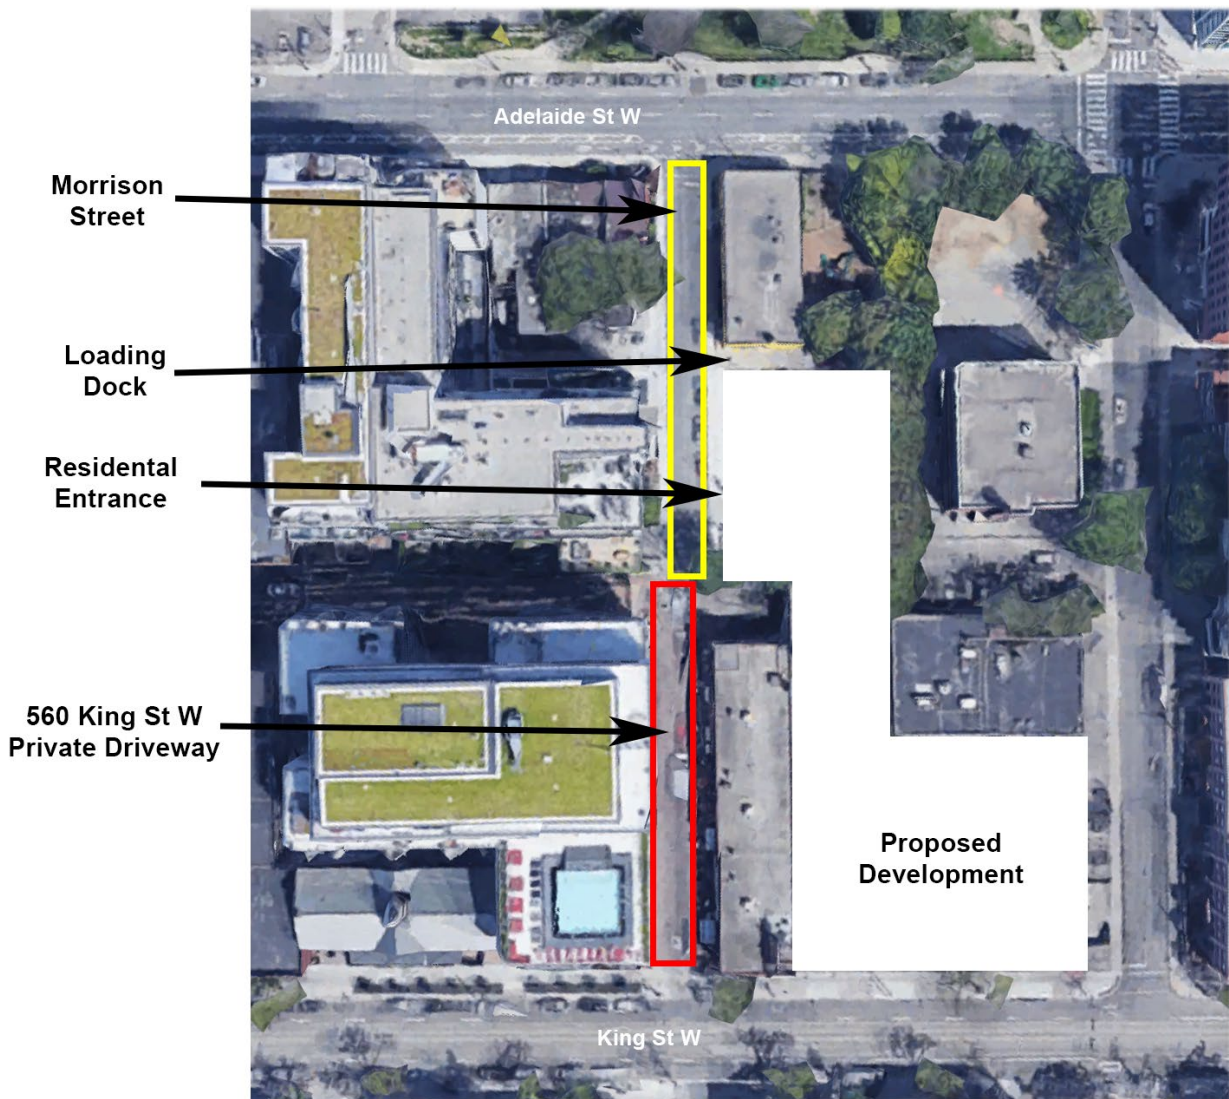 Adelaide St W
Morrison
Street
Loading
Dock
Residental
Entrance
560 King St W
Private Driveway
Proposed
Development
King St W